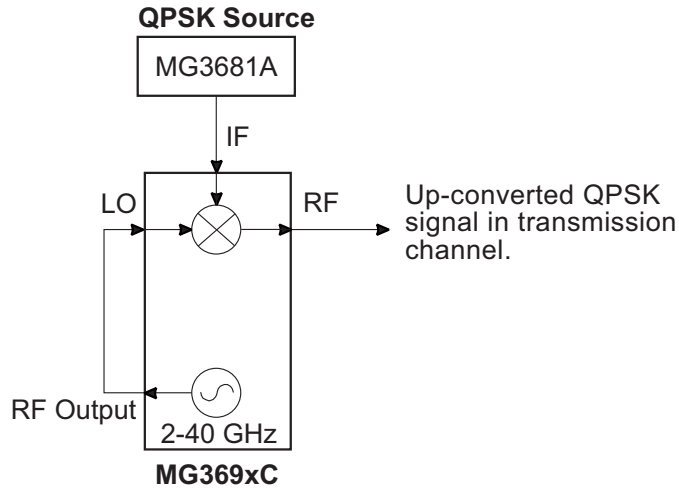 QPSK Source
MG3681A
IF
LO
RF
Up-converted QPSK
signal in transmission
channel.
RF Output
2-40 GHz
MG369xC